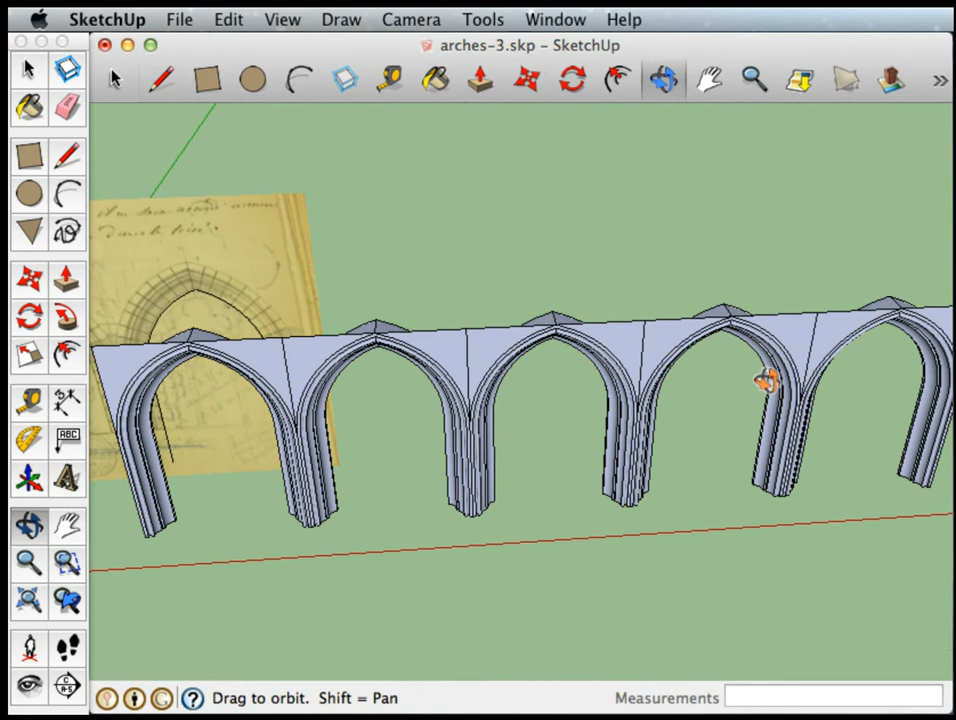 SketchUp File Edit View Draw Camera Tools Window Help
arches-3.skp – SketchUp
»
ABC
A
C
A-5
Drag to orbit. Shift = Pan
Measurements